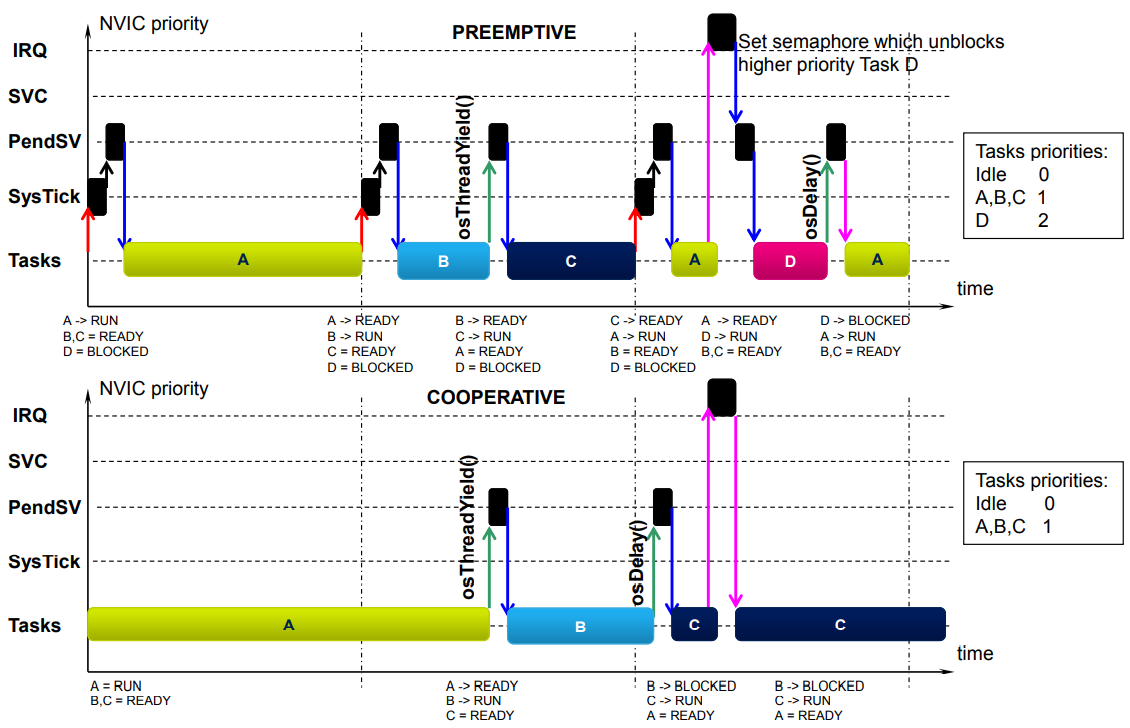 NVIC priority
PREEMPTIVE
IRQ
Set semaphore which unblocks
higher priority Task D
SVC
PendSV
SysTick
Tasks
osThreadYield()
osDelay()
A
B
C
A
D
A
time
Tasks priorities:
Idle 0
A,B,C 1
D 2
A -> RUN
B,C = READY
D = BLOCKED
A -> READY
B -> RUN
C = READY
D = BLOCKED
B -> READY
C -> RUN
A = READY
D = BLOCKED
C -> READY
A -> RUN
B = READY
D = BLOCKED
A -> READY
D -> RUN
B,C = READY
D -> BLOCKED
A -> RUN
B,C = READY
NVIC priority
COOPERATIVE
IRQ
SVC
PendSV
SysTick
Tasks
osThreadYield()
osDelay()
A
B
C
C
time
Tasks priorities:
Idle 0
A,B,C 1
A = RUN
B,C = READY
A -> READY
B -> RUN
C = READY
B -> BLOCKED
C -> RUN
A = READY
B -> BLOCKED
C -> RUN
A = READY